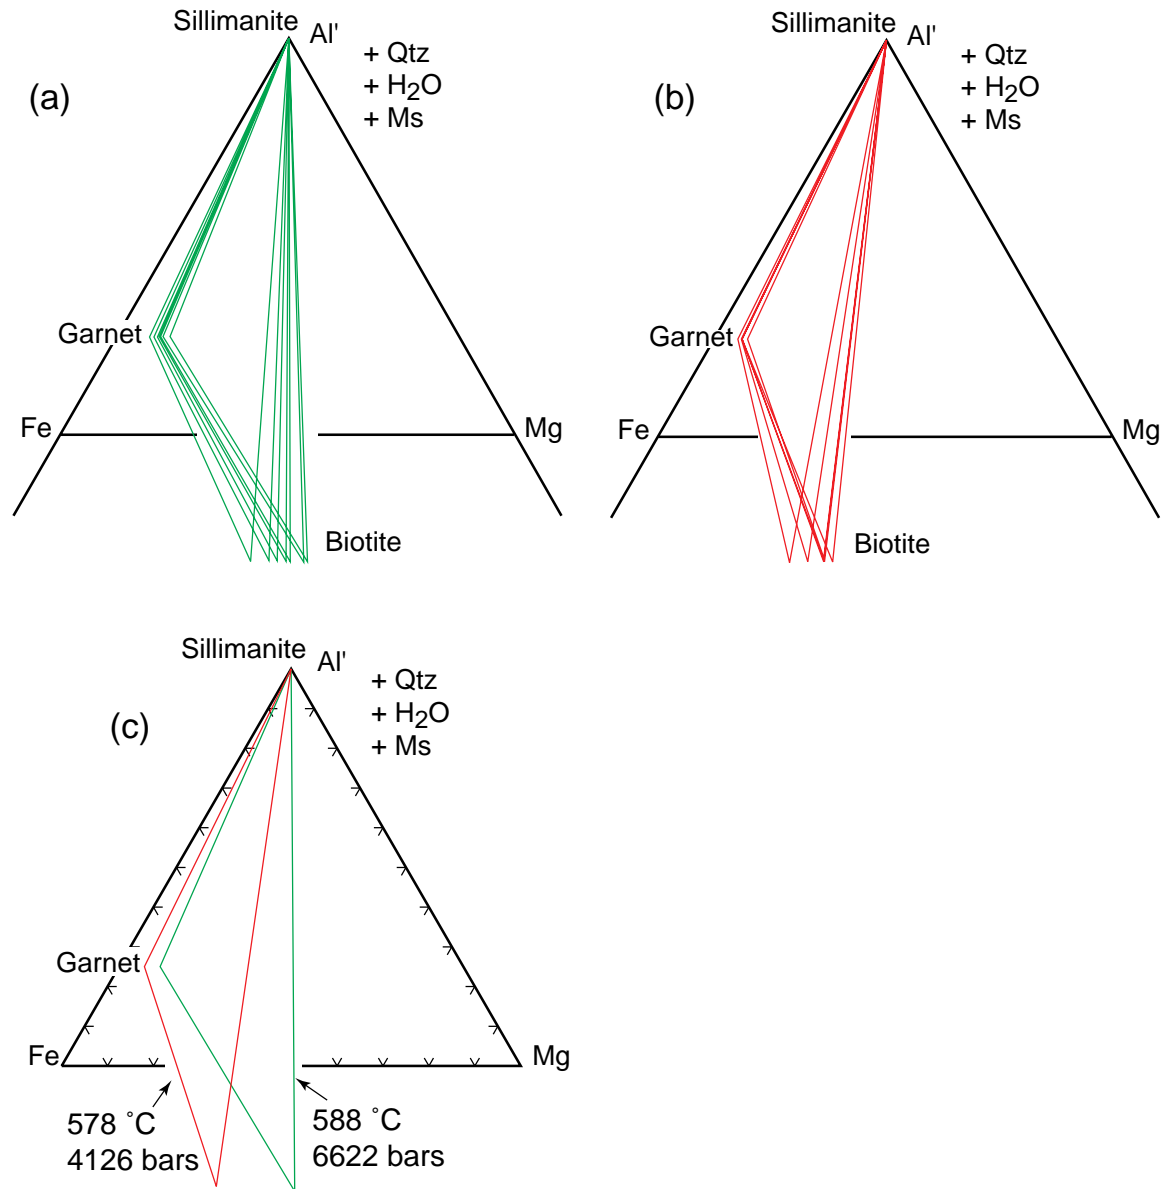 Sillimanite
Al'
+ Qtz
+ H2O
+ Ms
(a)
Garnet
Fe
Mg
Biotite
Sillimanite
Al'
+ Qtz
+ H2O
+ Ms
(b)
Garnet
Fe
Mg
Biotite
Sillimanite
Al'
+ Qtz
+ H2O
+ Ms
(c)
Garnet
Fe
Mg
578 ˚C
4126 bars
588 ˚C
6622 bars